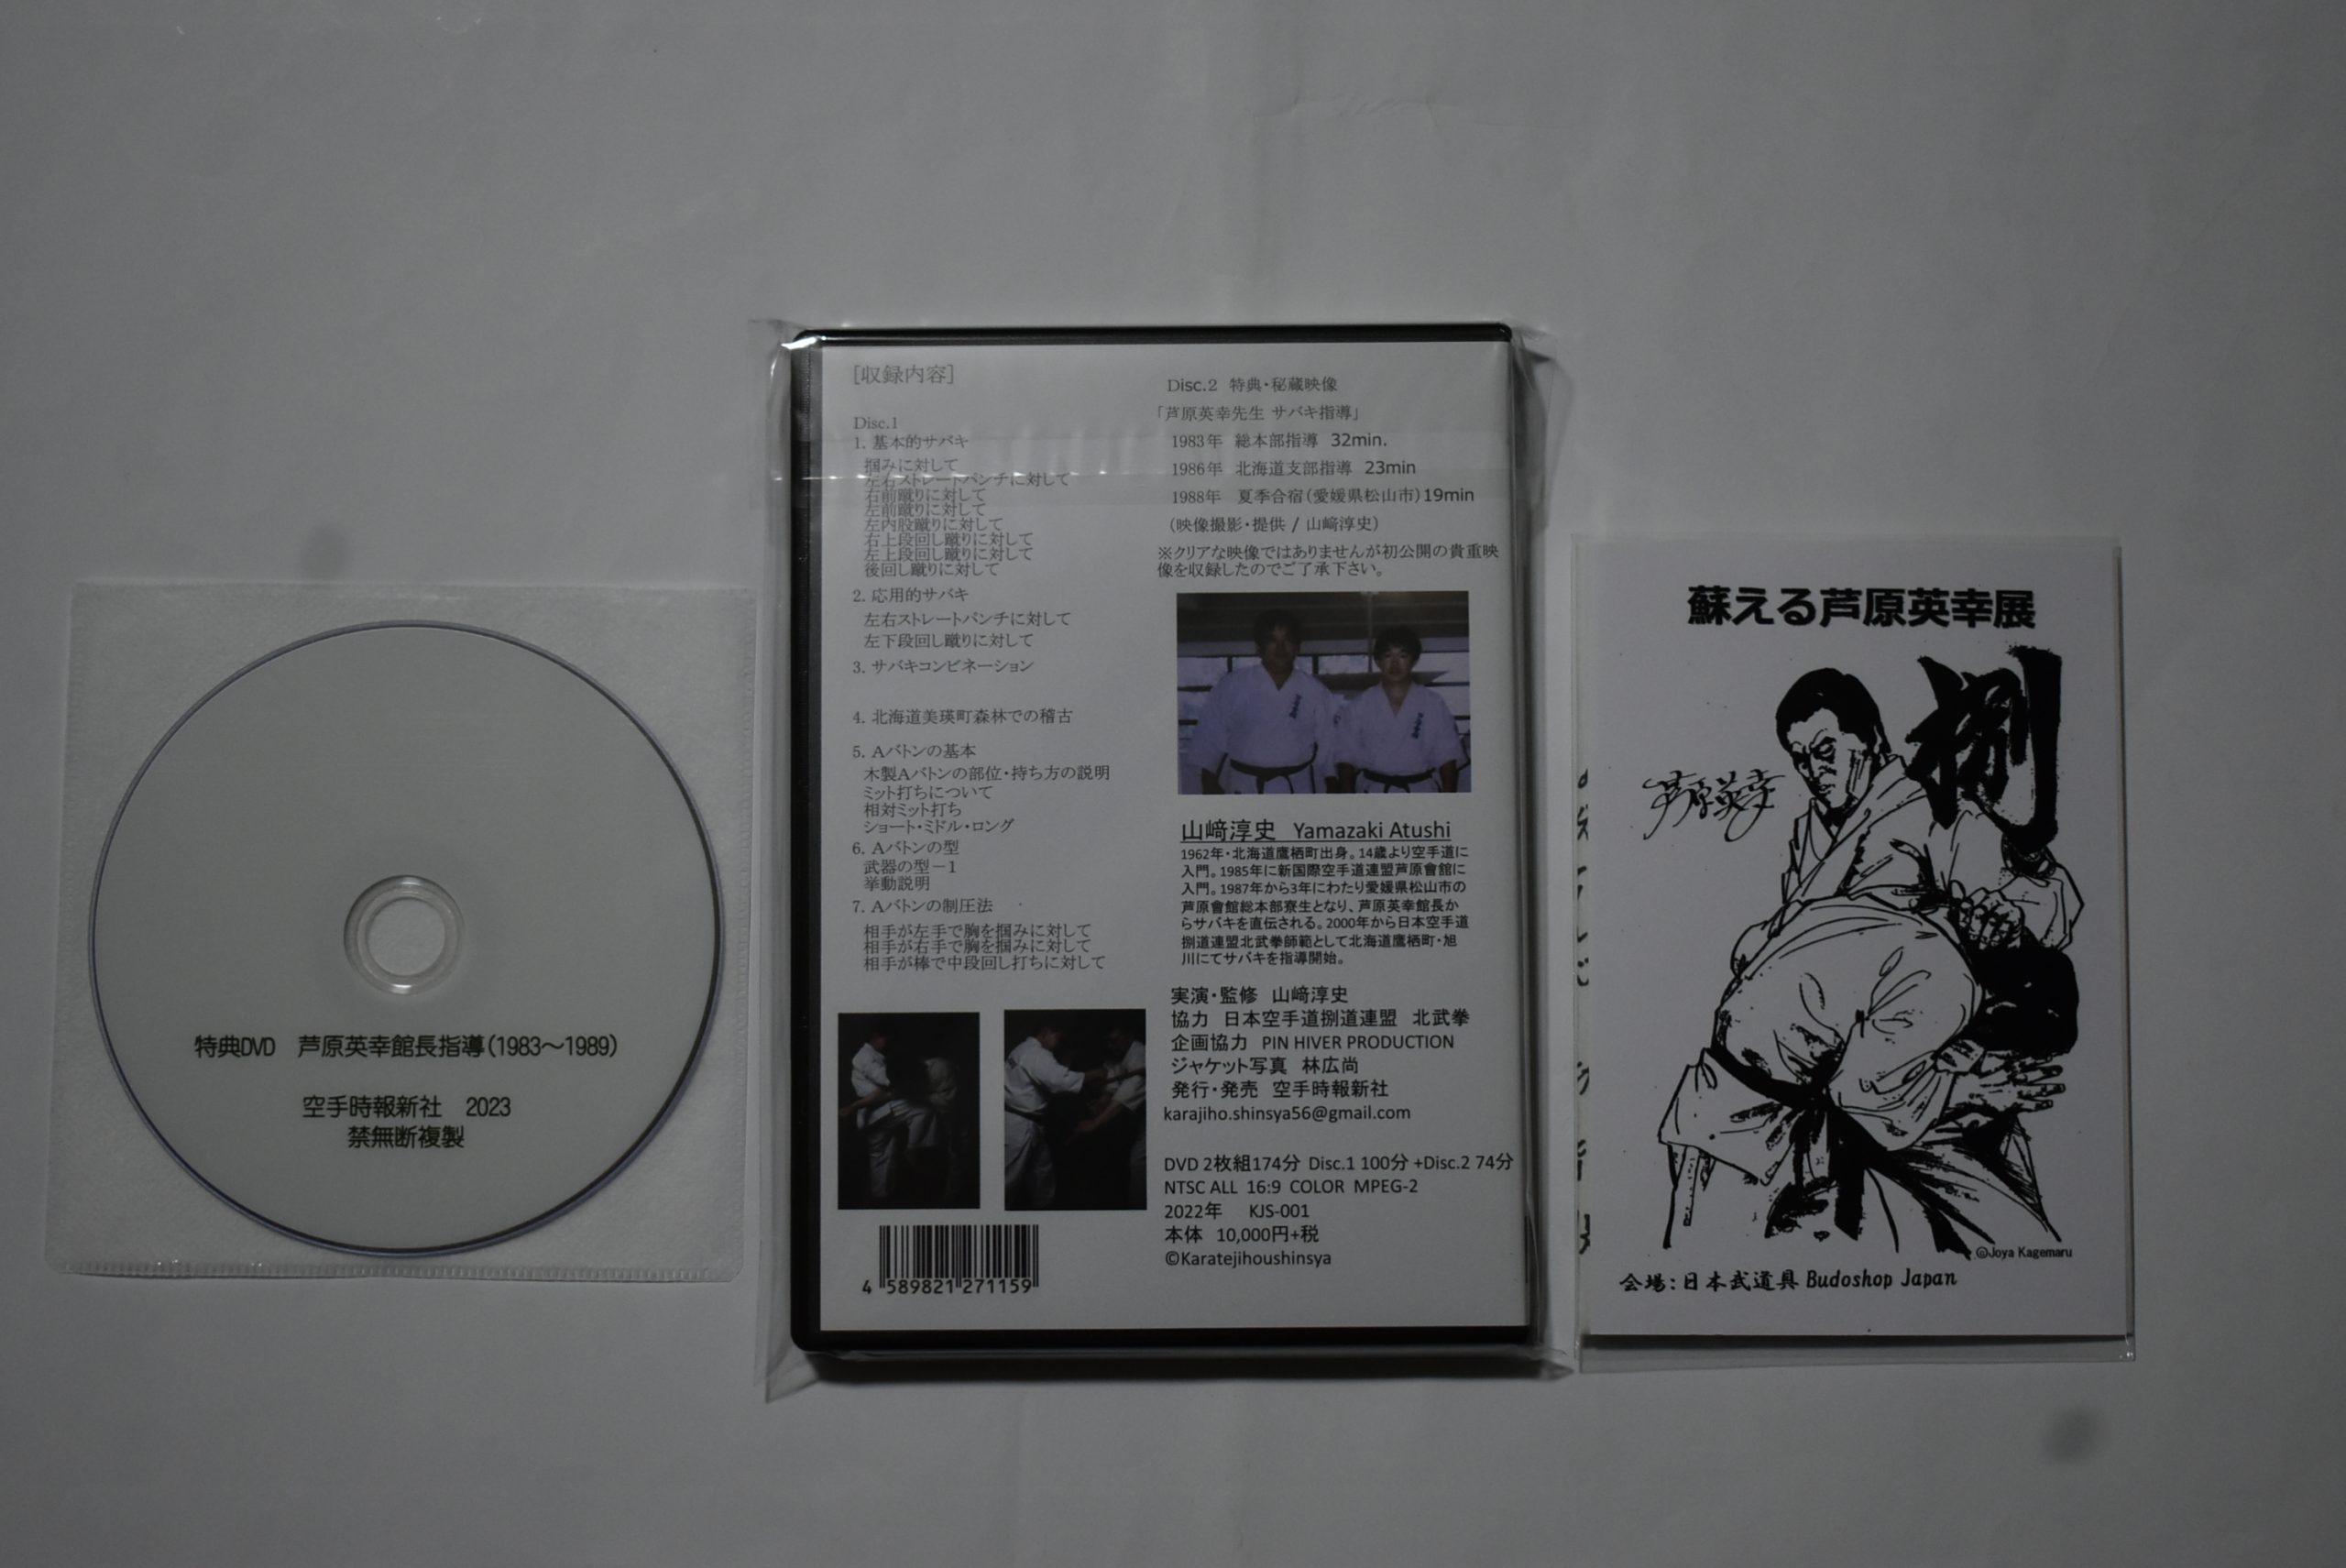 特典DVD 芦原英幸館長指導(1983～1989)
空手時報新社 2023
禁無断複製
[収録内容]
Disc.1
1. 基本的サバキ
掴みに対して
左右ストレートパンチに対して
右前蹴りに対して
左前蹴りに対して
左内股蹴りに対して
右上段回し蹴りに対して
左上段回し蹴りに対して
後回し蹴りに対して
2. 応用的サバキ
左右ストレートパンチに対して
左下段回し蹴りに対して
3. サバキコンビネーション
4. 北海道美瑛町森林での稽古
5. Aバトンの基本
木製Aバトンの部位・持ち方の説明
ミット打ちについて
相対ミット打ち
ショート・ミドル・ロング
6. Aバトンの型
武器の型－1
挙動説明
7. Aバトンの制圧法
相手が左手で胸を掴みに対して
相手が右手で胸を掴みに対して
相手が棒で中段回し打ちに対して
4 589821 271159
Disc.2 特典・秘蔵映像
「芦原英幸先生 サバキ指導」
1983年 総本部指導 32min.
1986年 北海道支部指導 23min
1988年 夏季合宿(愛媛県松山市)19min
(映像撮影・提供 / 山﨑淳史)
※クリアな映像ではありませんが初公開の貴重映
像を収録したのでご了承下さい。
山﨑淳史 Yamazaki Atushi
1962年・北海道鷹栖町出身。14歳より空手道に
入門。1985年に新国際空手道連盟芦原會館に
入門。1987年から3年にわたり愛媛県松山市の
芦原會館総本部寮生となり、芦原英幸館長か
らサバキを直伝される。2000年から日本空手道
捌道連盟北武拳師範として北海道鷹栖町・旭
川にてサバキを指導開始。
実演・監修 山﨑淳史
協力 日本空手道捌道連盟 北武拳
企画協力 PIN HIVER PRODUCTION
ジャケット写真 林広尚
発行・発売 空手時報新社
karajiho.shinsya56@gmail.com
DVD 2枚組174分 Disc.1 100分 +Disc.2 74分
NTSC ALL 16:9 COLOR MPEG-2
2022年 KJS-001
本体 10,000円+税
©Karatejihoushinsya
蘇える芦原英幸展
捌
芦原英幸
©Joya Kagemaru
会場:日本武道具 Budoshop Japan